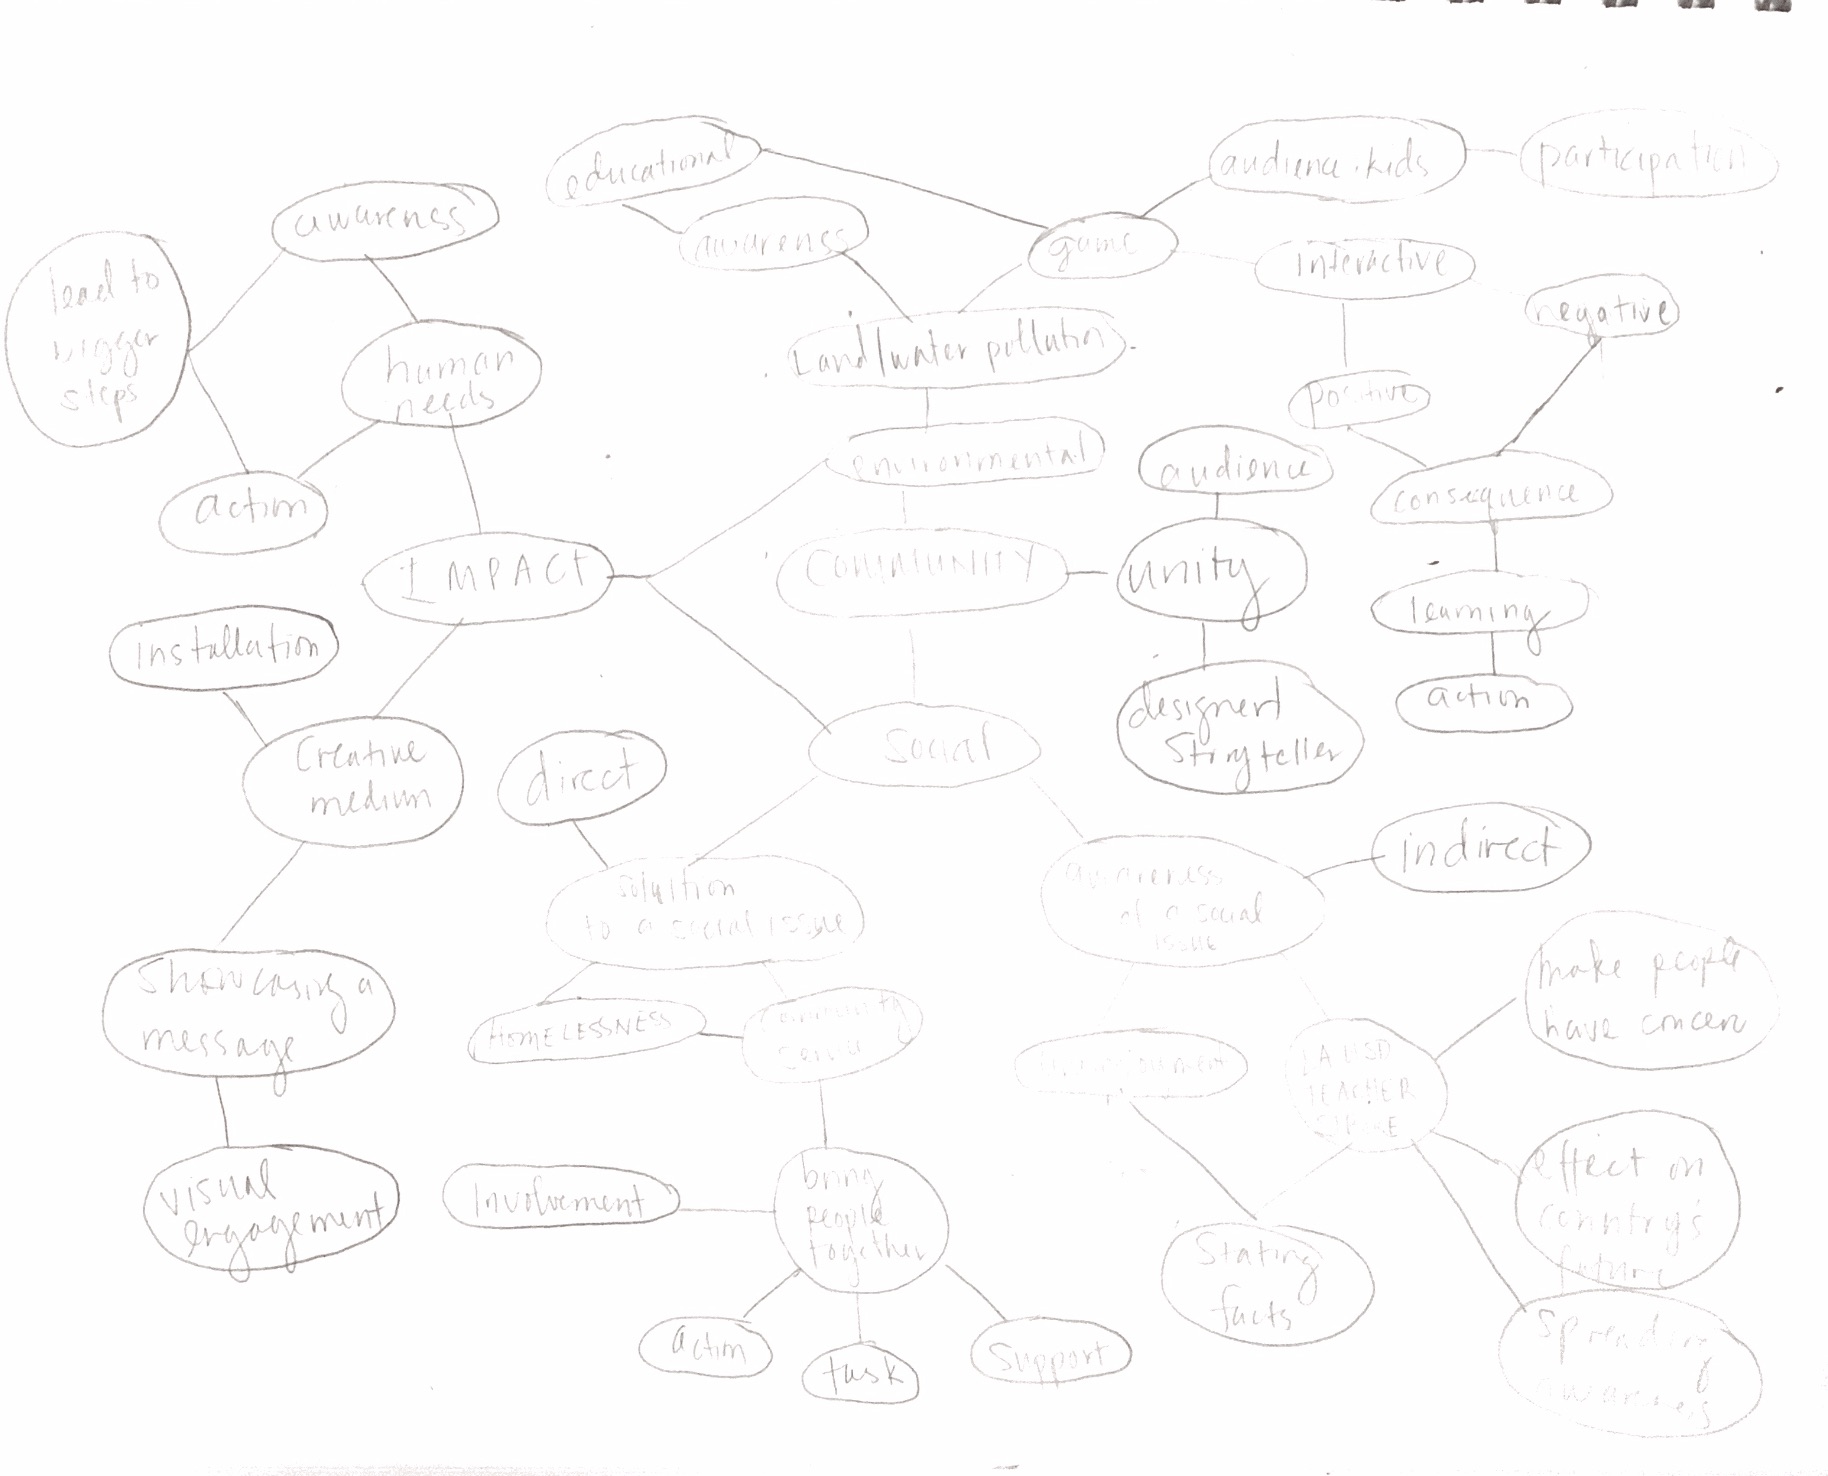 educational
audience. kids
participation
awareness
awareness
game
Interactive
lead to
bigger
steps
negative
Land/water pollution
human
needs
positive
environmental
audience
consequence
action
IMPACT
COMMUNITY
unity
learning
Installation
action
designer
Storyteller
Social
Creative
medium
direct
indirect
solution
to a social issue
awareness
of a social
issue
Showcasing a
message
make people
have concern
HOMELESSNESS
community
service
LAUSD
TEACHER
STRIKE
visual
engagement
Involvement
bring
people
together
effect on
country's
future
Stating
facts
action
task
Support
Spreading
awareness